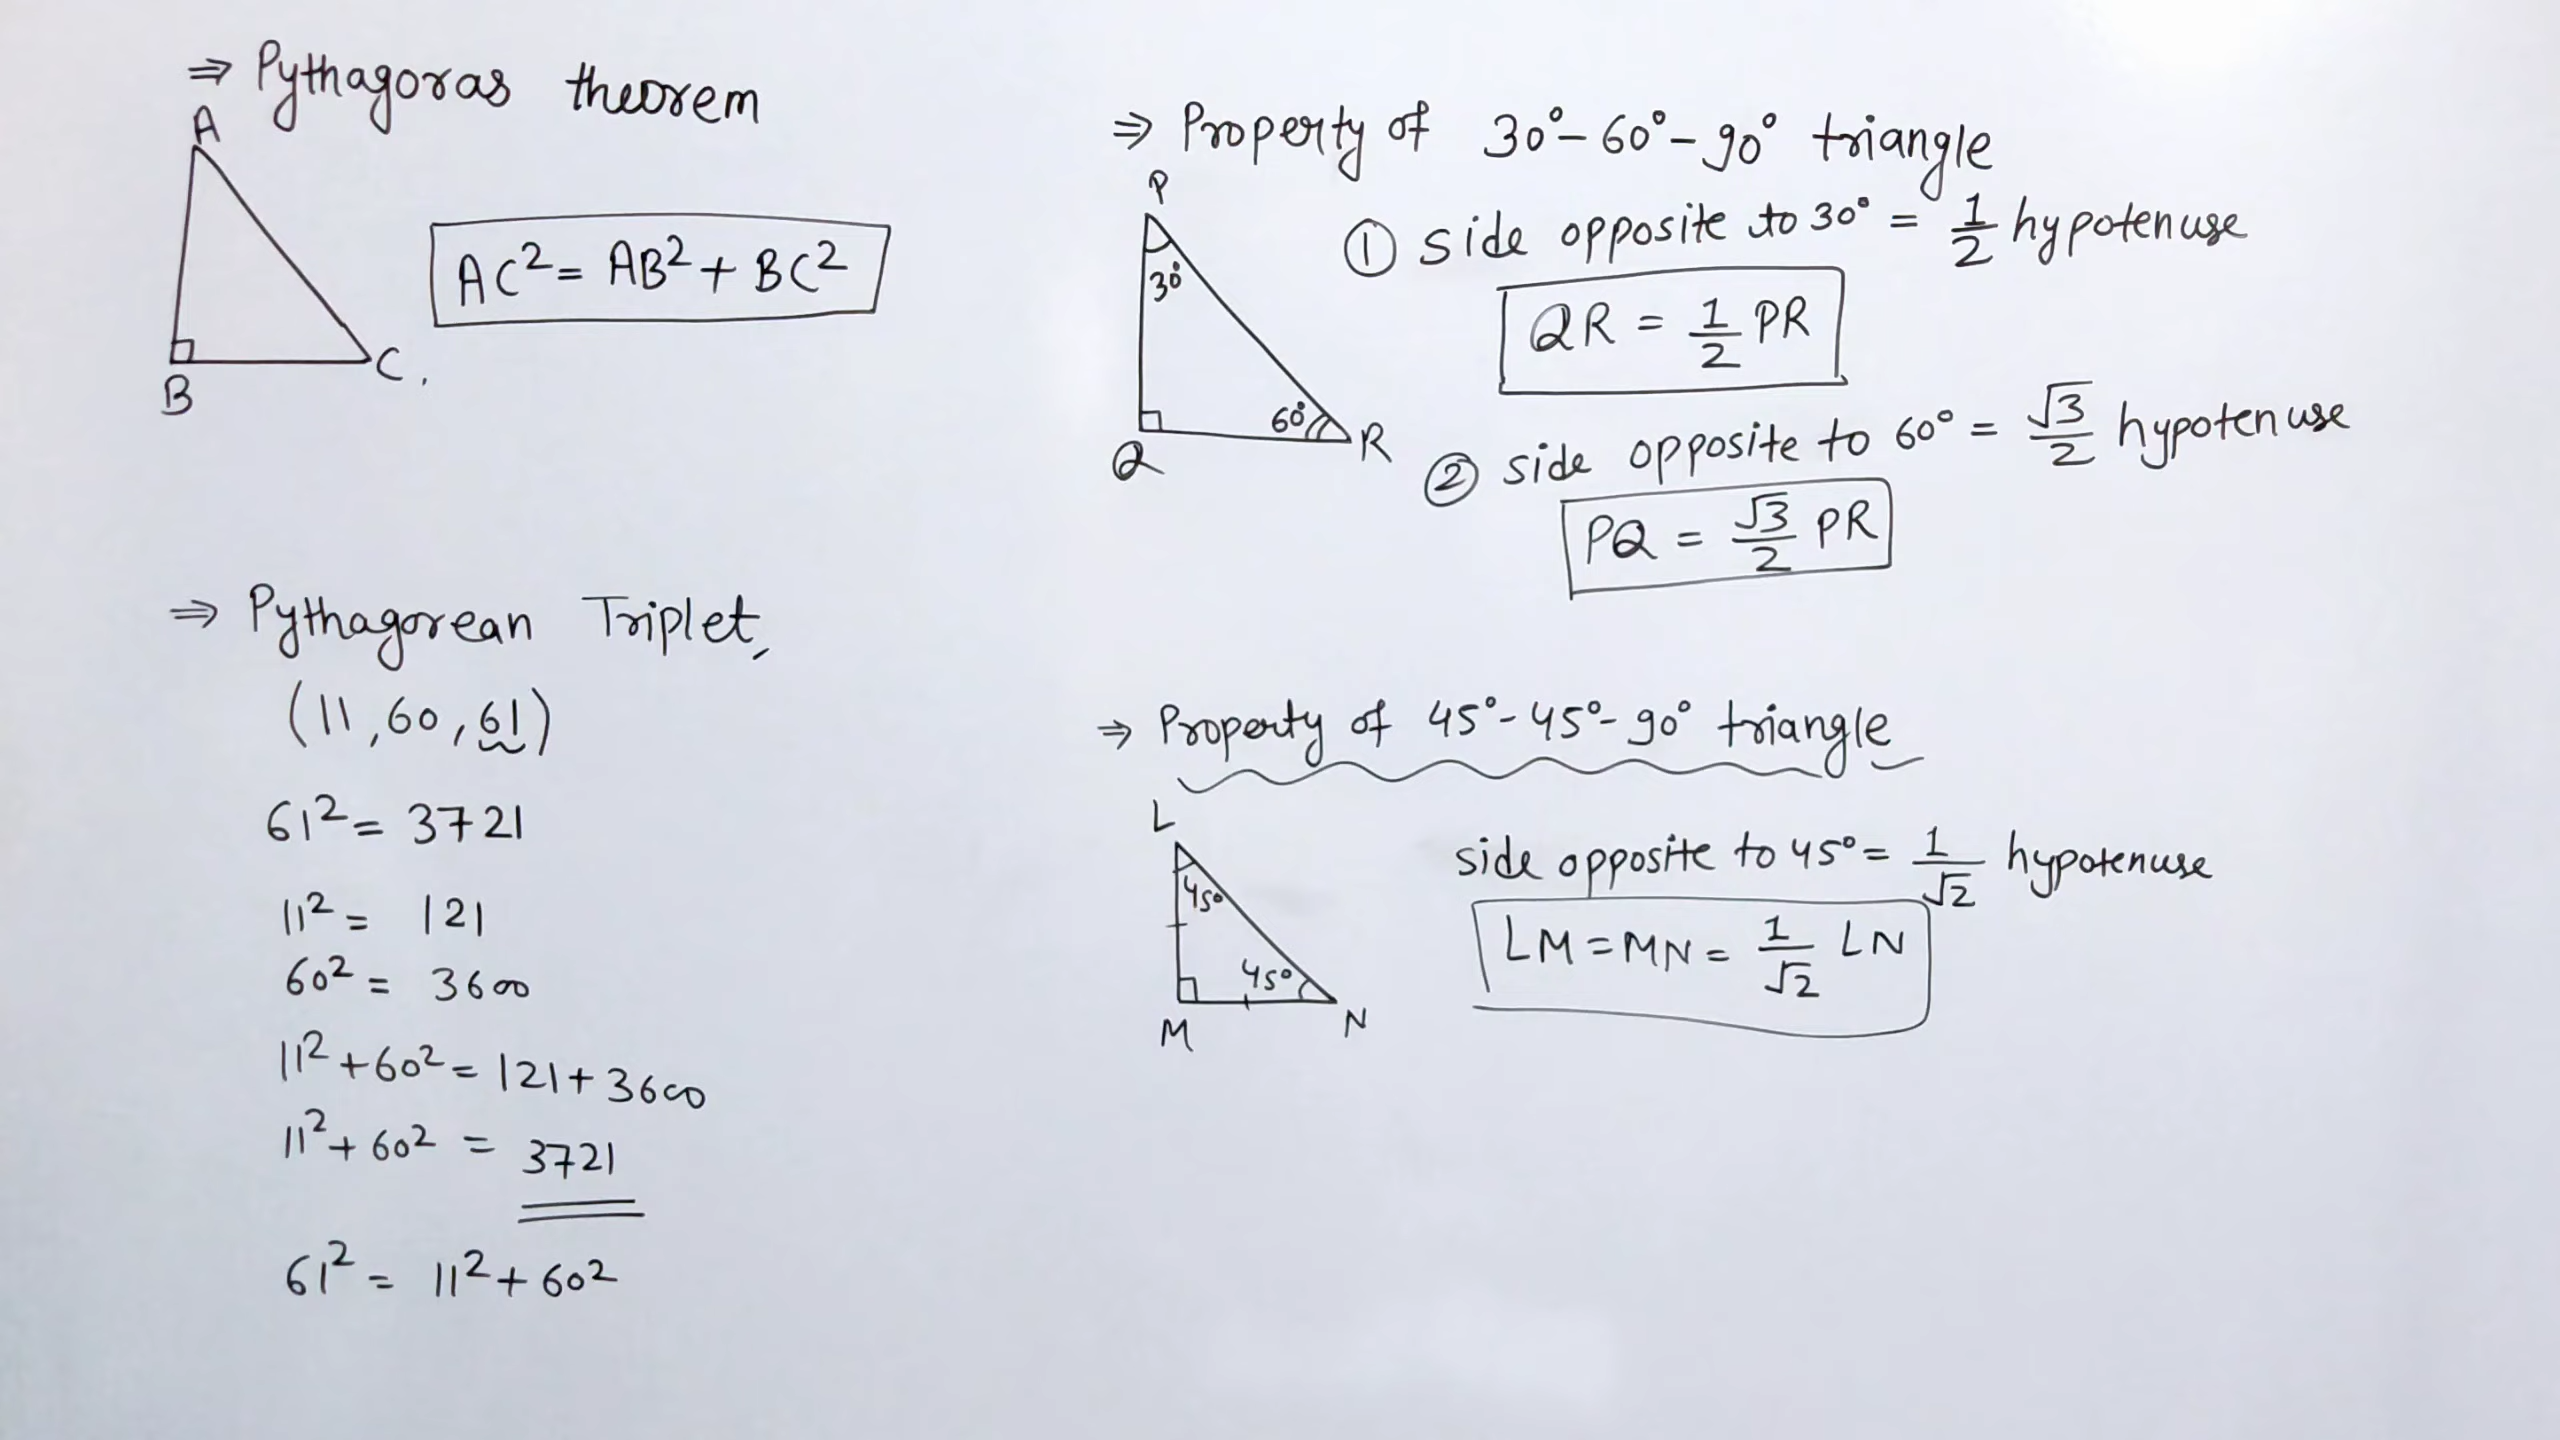 ⇒ Pythagoras theorem
A
AC² = AB² + BC²
B
C.
⇒ Pythagorean Triplet,
(11, 60, 61)
61² = 3721
11² = 121
60² = 3600
11² + 60² = 121 + 3600
11² + 60² = 3721
61² = 11² + 60²
⇒ Property of 30° - 60° - 90° triangle
P
30°
60°
Q
R
① side opposite to 30° = 1/2 hypotenuse
QR = 1/2 PR
② side opposite to 60° = √3/2 hypotenuse
PQ = √3/2 PR
⇒ Property of 45° - 45° - 90° triangle
L
45°
45°
M
N
side opposite to 45° = 1/√2 hypotenuse
LM = MN = 1/√2 LN